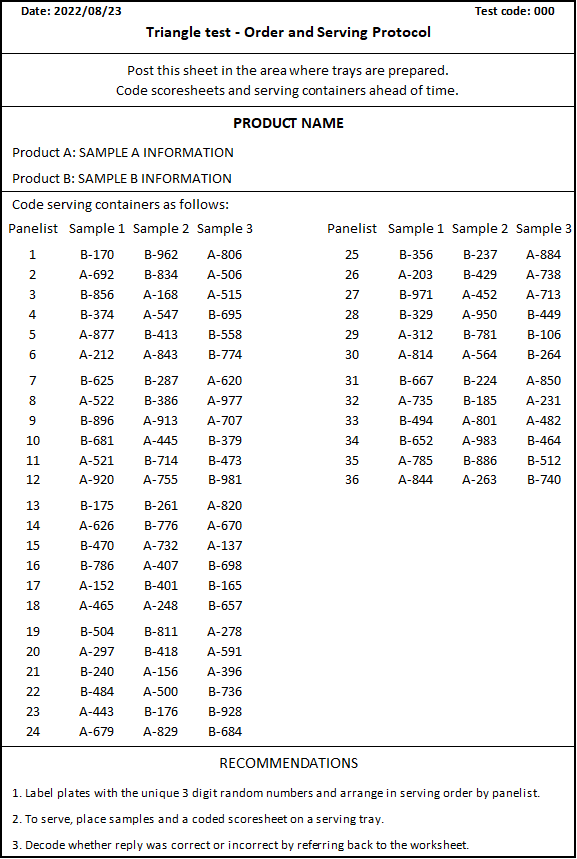 Date: 2022/08/23 Test code: 000
Triangle test - Order and Serving Protocol
Post this sheet in the area where trays are prepared.
Code scoresheets and serving containers ahead of time.
PRODUCT NAME
Product A: SAMPLE A INFORMATION
Product B: SAMPLE B INFORMATION
Code serving containers as follows:
Panelist Sample 1 Sample 2 Sample 3 Panelist Sample 1 Sample 2 Sample 3
1 B-170 B-962 A-806 25 B-356 B-237 A-884
2 A-692 B-834 A-506 26 A-203 B-429 A-738
3 B-856 A-168 A-515 27 B-971 A-452 A-713
4 B-374 A-547 B-695 28 B-329 A-950 B-449
5 A-877 B-413 B-558 29 A-312 B-781 B-106
6 A-212 A-843 B-774 30 A-814 A-564 B-264
7 B-625 B-287 A-620 31 B-667 B-224 A-850
8 A-522 B-386 A-977 32 A-735 B-185 A-231
9 B-896 A-913 A-707 33 B-494 A-801 A-482
10 B-681 A-445 B-379 34 B-652 A-983 B-464
11 A-521 B-714 B-473 35 A-785 B-886 B-512
12 A-920 A-755 B-981 36 A-844 A-263 B-740
13 B-175 B-261 A-820
14 A-626 B-776 A-670
15 B-470 A-732 A-137
16 B-786 A-407 B-698
17 A-152 B-401 B-165
18 A-465 A-248 B-657
19 B-504 B-811 A-278
20 A-297 B-418 A-591
21 B-240 A-156 A-396
22 B-484 A-500 B-736
23 A-443 B-176 B-928
24 A-679 A-829 B-684
RECOMMENDATIONS
1. Label plates with the unique 3 digit random numbers and arrange in serving order by panelist.
2. To serve, place samples and a coded scoresheet on a serving tray.
3. Decode whether reply was correct or incorrect by referring back to the worksheet.